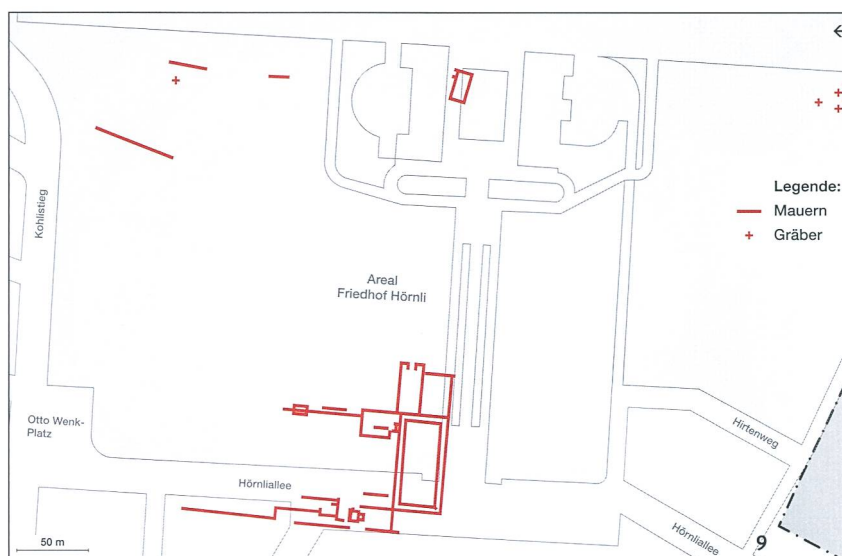 Kohlistieg
Legende:
Mauern
Gräber
Areal
Friedhof Hörnli
Otto Wenk-
Platz
Hirtenweg
Hörnliallee
Hörnliallee
50 m
9